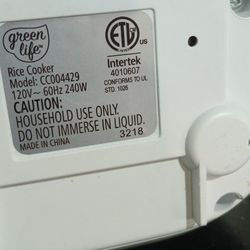 green
life
Rice Cooker
Model: CC004429
120V~ 60Hz 240W
CAUTION:
HOUSEHOLD USE ONLY.
DO NOT IMMERSE IN LIQUID.
MADE IN CHINA
3218
ETL
US
Intertek
4010607
CONFORMS TO UL
STD. 1026